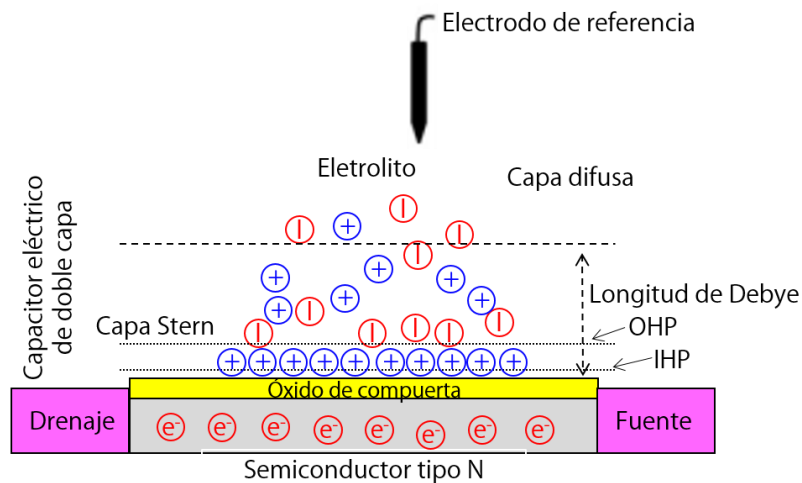 Electrodo de referencia
Eletrolito
Capa difusa
Capacitor eléctrico
de doble capa
Longitud de Debye
Capa Stern
OHP
IHP
Óxido de compuerta
Drenaje
Fuente
+ + + + + + + + + +
e- e- e- e- e- e- e- e-
Semiconductor tipo N